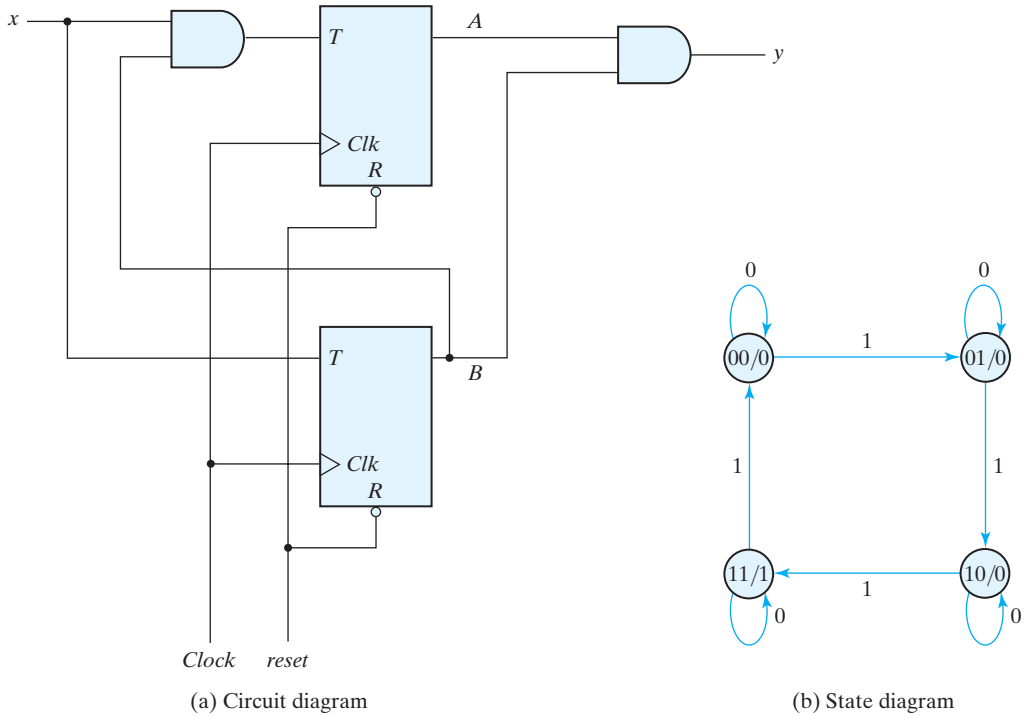 x
T
A
y
Clk
R
T
B
Clk
R
Clock
reset
(a) Circuit diagram
0
0
00/0
1
01/0
1
1
11/1
1
10/0
0
0
(b) State diagram